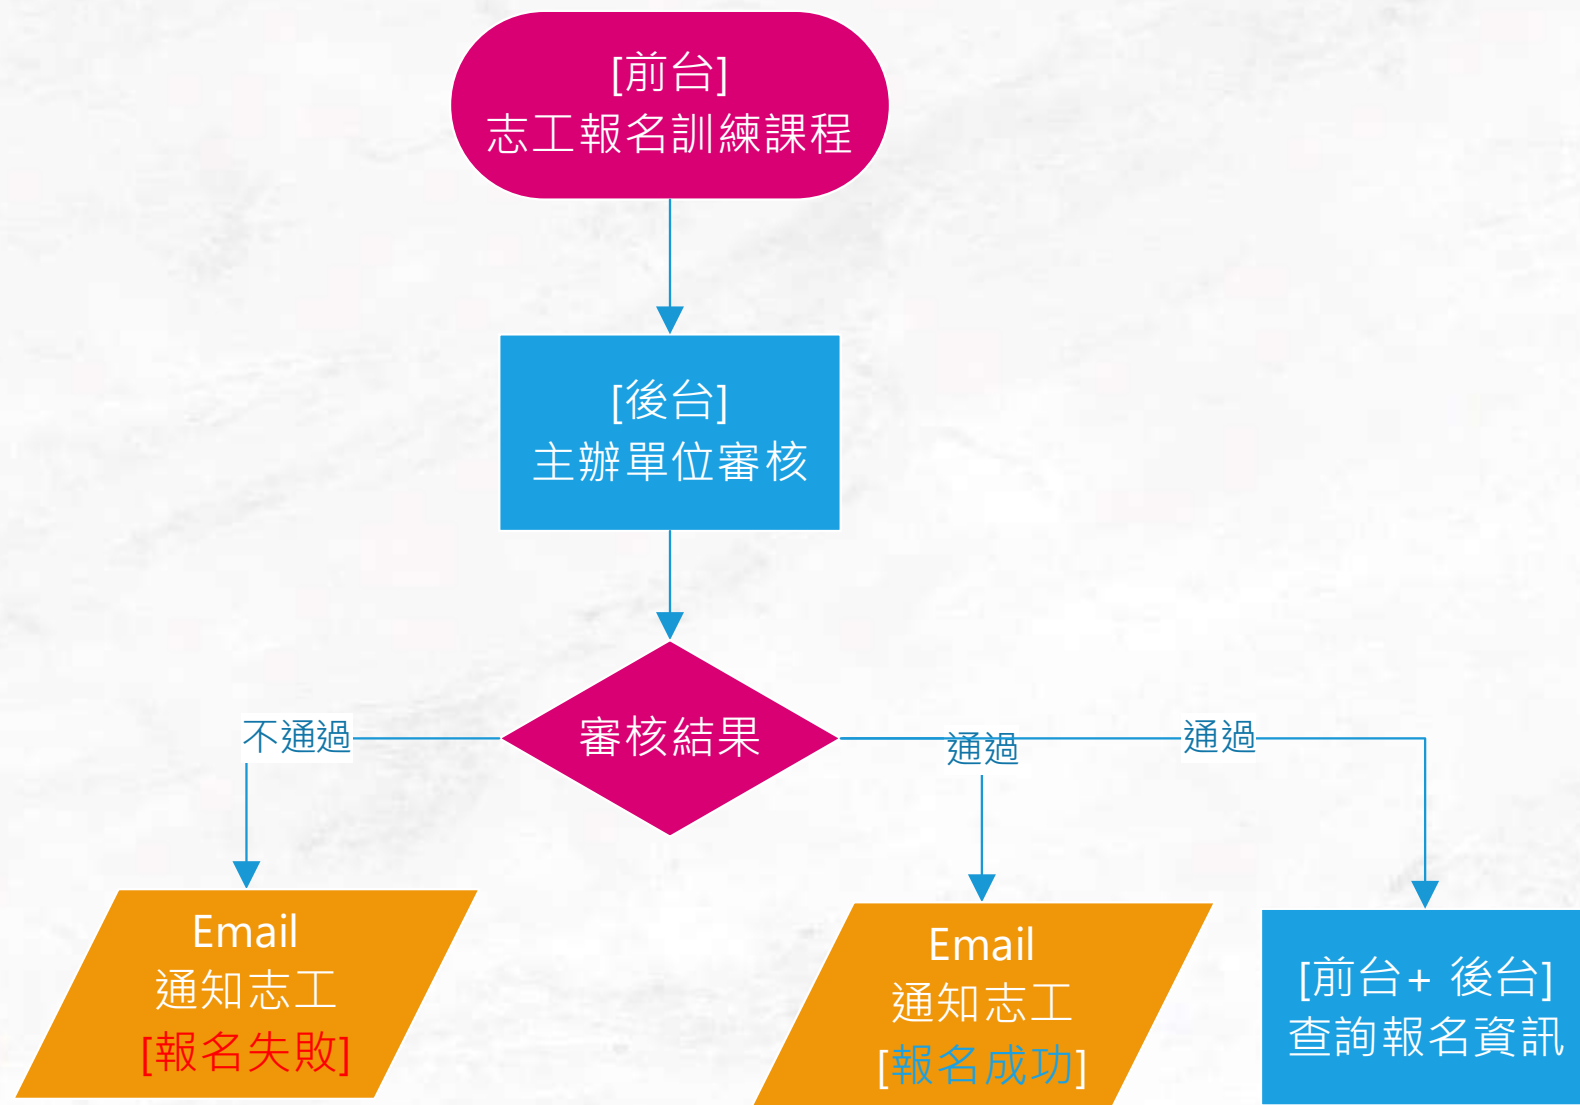 [前台]
志工報名訓練課程
[後台]
主辦單位審核
審核結果
不通過
通過
通過
Email
通知志工
[報名失敗]
Email
通知志工
[報名成功]
[前台+ 後台]
查詢報名資訊